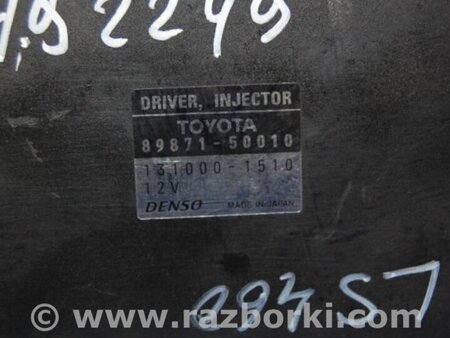 DRIVER, INJECTOR
TOYOTA
89871-50010
131000-1510
12V
DENSO MADE IN JAPAN
© www.razborki.com